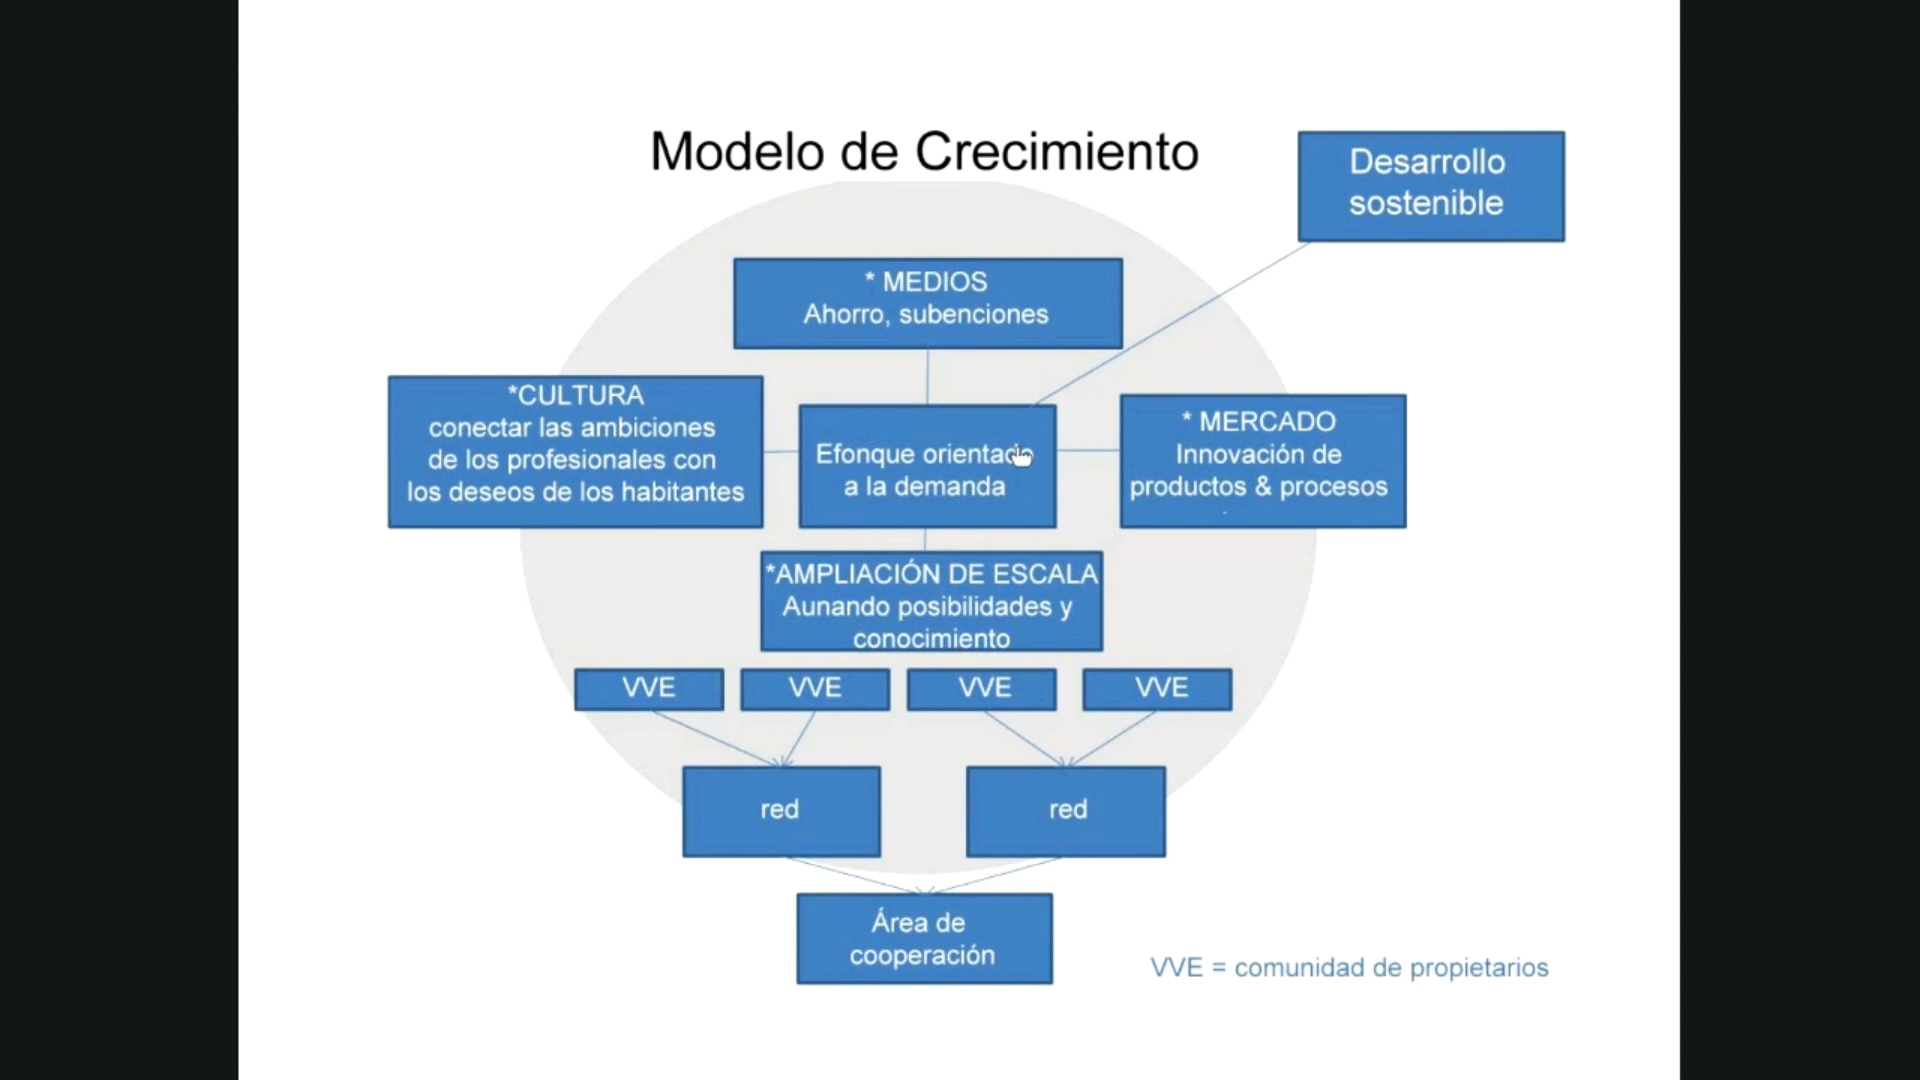 Modelo de Crecimiento
Desarrollo
sostenible
* MEDIOS
Ahorro, subenciones
*CULTURA
conectar las ambiciones
de los profesionales con
los deseos de los habitantes
Efonque orientado
a la demanda
* MERCADO
Innovación de
productos & procesos
.
*AMPLIACIÓN DE ESCALA
Aunando posibilidades y
conocimiento
VVE
VVE
VVE
VVE
red
red
Área de
cooperación
VVE = comunidad de propietarios